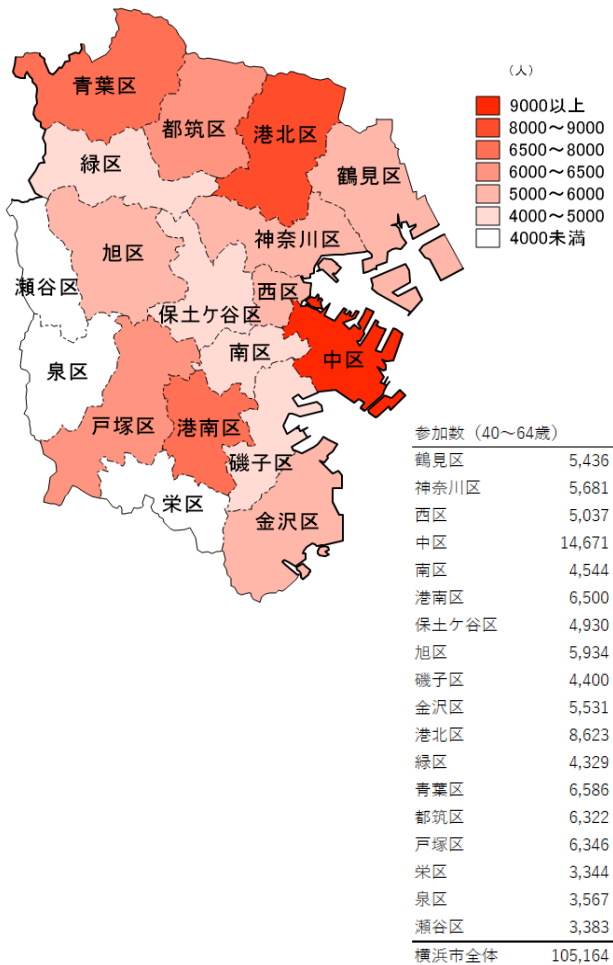 (人)
9000以上
8000～9000
6500～8000
6000～6500
5000～6000
4000～5000
4000未満
青葉区
都筑区
港北区
緑区
鶴見区
旭区
神奈川区
瀬谷区
西区
保土ケ谷区
南区
中区
泉区
戸塚区
港南区
磯子区
栄区
金沢区
参加数（40～64歳）
鶴見区 5,436
神奈川区 5,681
西区 5,037
中区 14,671
南区 4,544
港南区 6,500
保土ケ谷区 4,930
旭区 5,934
磯子区 4,400
金沢区 5,531
港北区 8,623
緑区 4,329
青葉区 6,586
都筑区 6,322
戸塚区 6,346
栄区 3,344
泉区 3,567
瀬谷区 3,383
横浜市全体 105,164